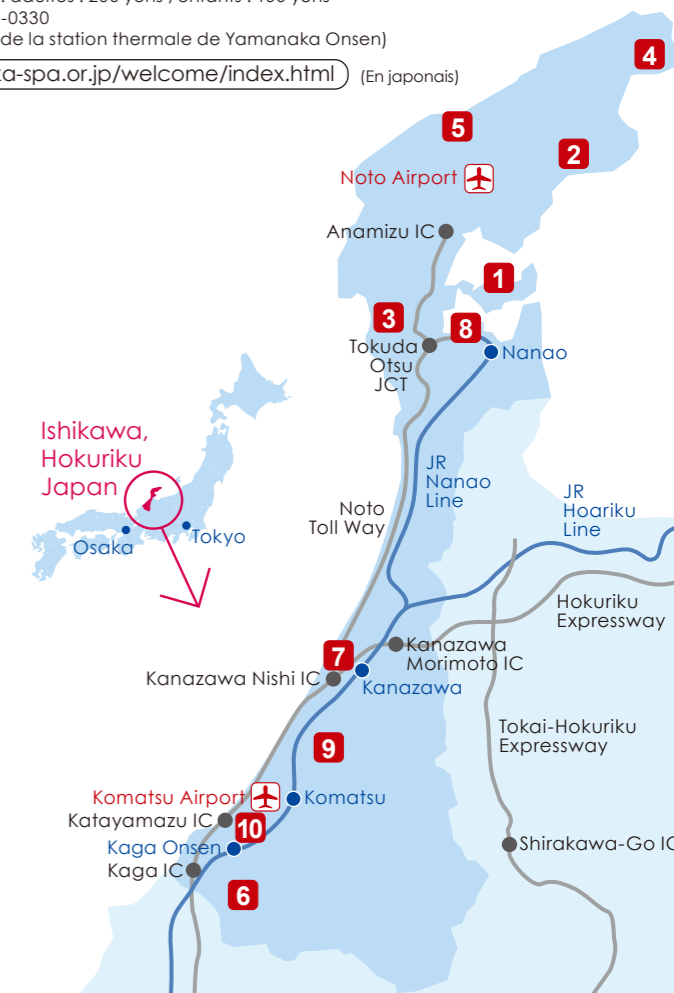 -0330
de la station thermale de Yamanaka Onsen)
ka-spa.or.jp/welcome/index.html (En japonais)
4
5
2
Noto Airport
Anamizu IC
1
3
8
Tokuda
Otsu
JCT
Nanao
Ishikawa,
Hokuriku
Japan
JR
Nanao
Line
JR
Hoariku
Line
Noto
Toll Way
Osaka
Tokyo
Hokuriku
Expressway
7
Kanazawa
Morimoto IC
Kanazawa Nishi IC
Kanazawa
Tokai-Hokuriku
Expressway
9
Komatsu Airport
Komatsu
Katayamazu IC
10
Kaga Onsen
Shirakawa-Go IC
Kaga IC
6